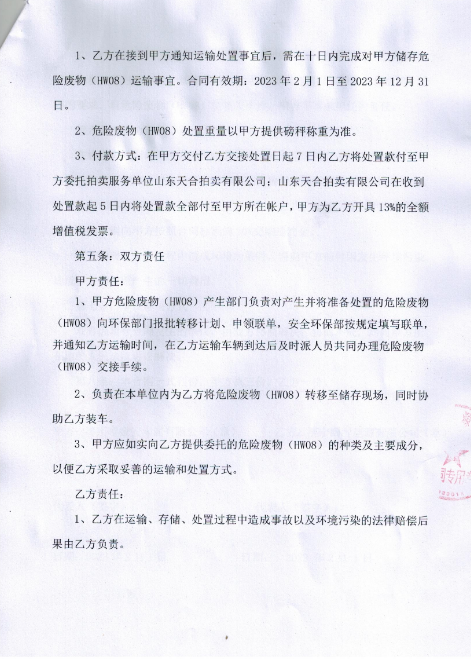 1、乙方在接到甲方通知运输处置事宜后，需在十日内完成对甲方储存危
险废物（HW08）运输事宜。合同有效期：2023 年 2 月 1 日至 2023 年 12 月 31
日。
2、危险废物（HW08）处置重量以甲方提供磅秤称重为准。
3、付款方式：在甲方交付乙方交接处置日起 7 日内乙方将处置款付至甲
方委托拍卖服务单位山东天合拍卖有限公司；山东天合拍卖有限公司在收到
处置款起 5 日内将处置款全部付至甲方所在帐户，甲方为乙方开具 13%的全额
增值税发票。
第五条：双方责任
甲方责任：
1、甲方危险废物（HW08）产生部门负责对产生并将准备处置的危险废物
（HW08）向环保部门报批转移计划、申领联单，安全环保部按规定填写联单，
并通知乙方运输时间，在乙方运输车辆到达后及时派人员共同办理危险废物
（HW08）交接手续。
2、负责在本单位内为乙方将危险废物（HW08）转移至储存现场，同时协
助乙方装车。
3、甲方应如实向乙方提供委托的危险废物（HW08）的种类及主要成分，
以便乙方采取妥善的运输和处置方式。
乙方责任：
1、乙方在运输、存储、处置过程中造成事故以及环境污染的法律赔偿后
果由乙方负责。